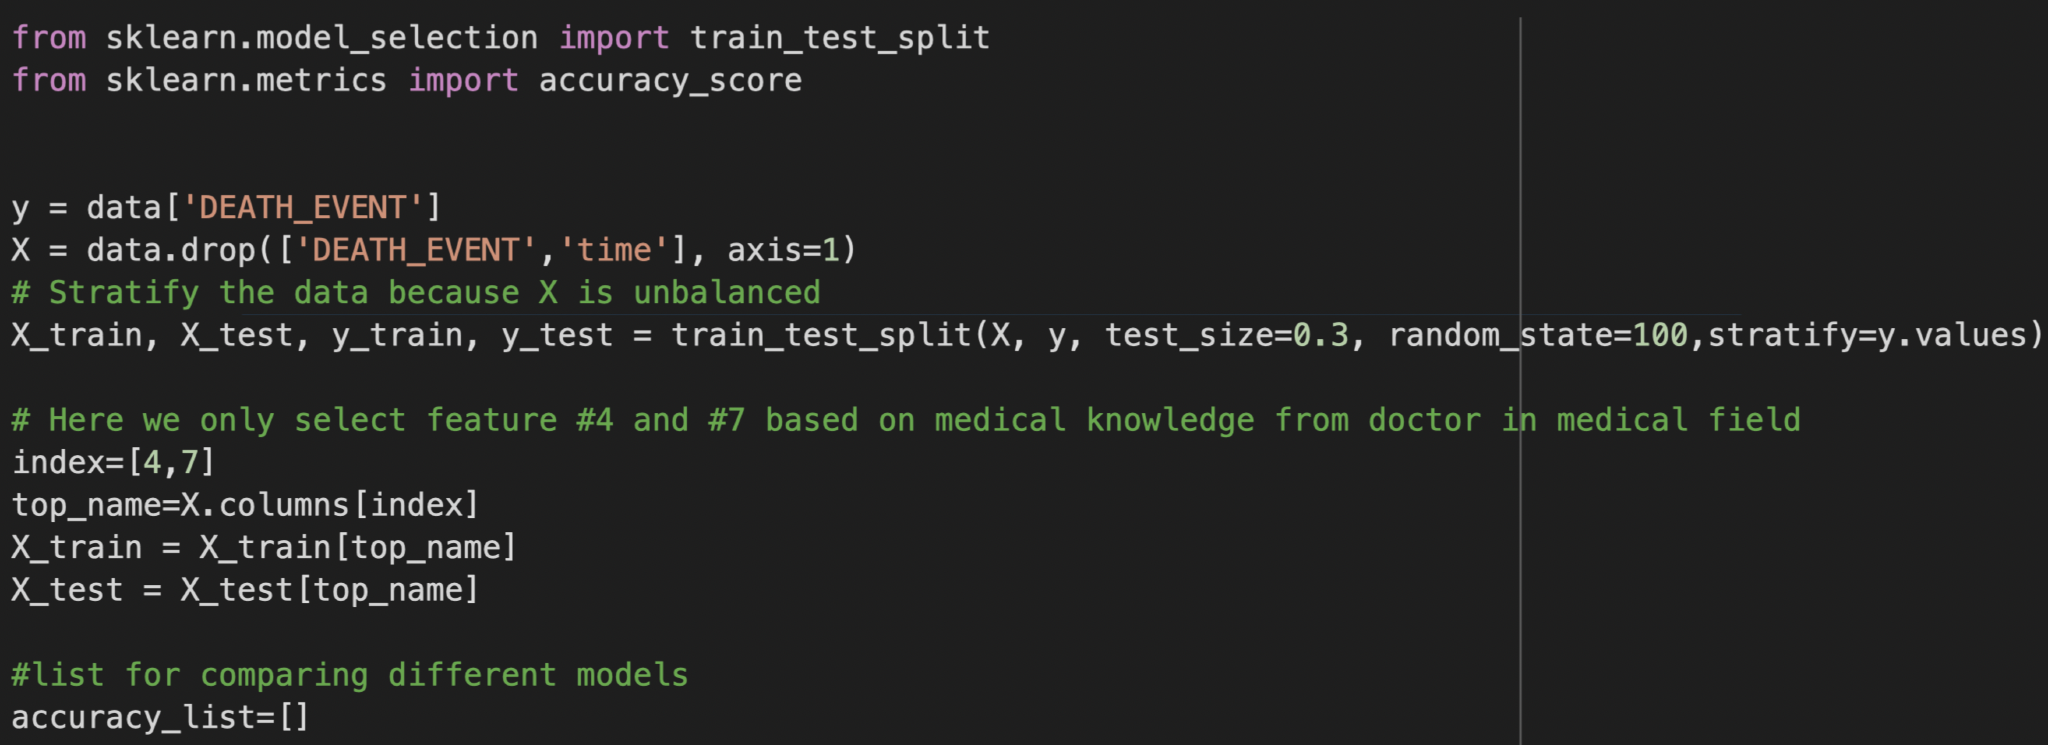 from sklearn.model_selection import train_test_split
from sklearn.metrics import accuracy_score
y = data['DEATH_EVENT']
X = data.drop(['DEATH_EVENT','time'], axis=1)
# Stratify the data because X is unbalanced
X_train, X_test, y_train, y_test = train_test_split(X, y, test_size=0.3, random_state=100,stratify=y.values)
# Here we only select feature #4 and #7 based on medical knowledge from doctor in medical field
index=[4,7]
top_name=X.columns[index]
X_train = X_train[top_name]
X_test = X_test[top_name]
#list for comparing different models
accuracy_list=[]